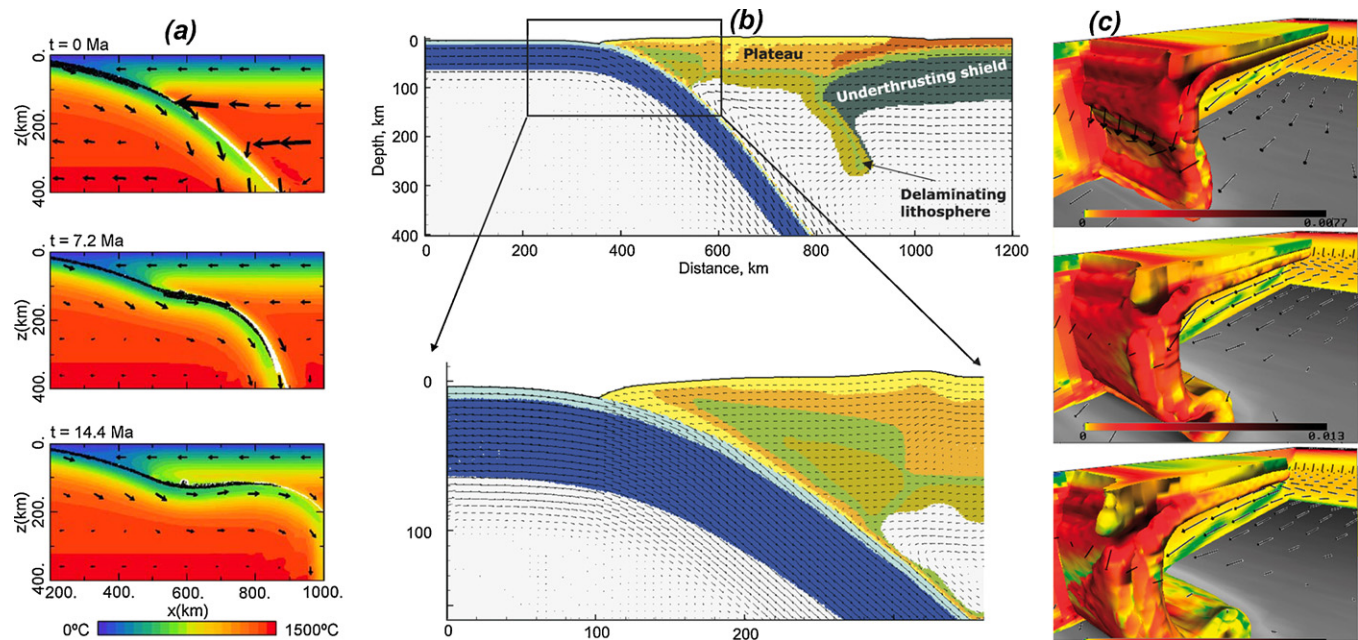 (a)
t = 0 Ma
0.
z(km)
200.
400.
t = 7.2 Ma
0.
z(km)
200.
400.
t = 14.4 Ma
0.
z(km)
200.
400.
200. 400. 600. 800. 1000.
x(km)
0ºC 1500ºC
(b)
0
100
200
300
400
Depth, km
Plateau
Underthrusting shield
Delaminating
lithosphere
0 200 400 600 800 1000 1200
Distance, km
0
100
0 100 200
(c)
0 0.0077
0 0.013